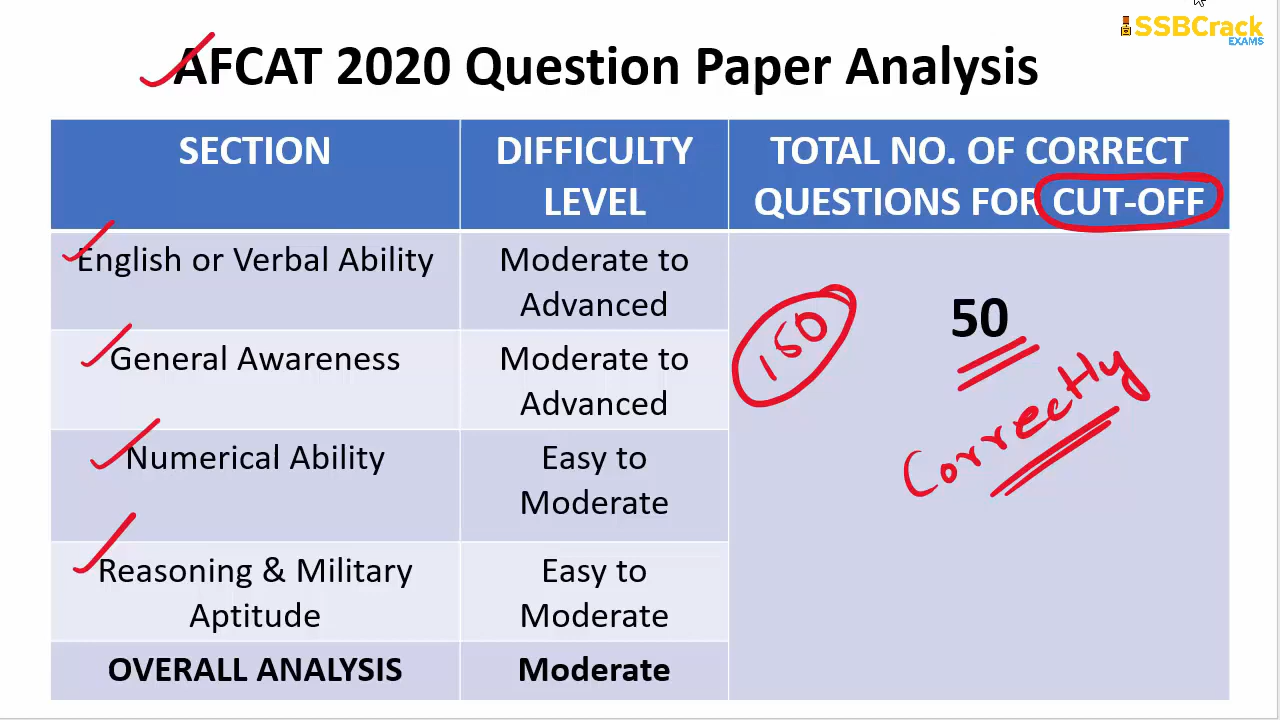 SSBCrack
EXAMS
AFCAT 2020 Question Paper Analysis
SECTION
DIFFICULTY
LEVEL
TOTAL NO. OF CORRECT
QUESTIONS FOR CUT-OFF
English or Verbal Ability
Moderate to
Advanced
General Awareness
Moderate to
Advanced
Numerical Ability
Easy to
Moderate
Reasoning & Military
Aptitude
Easy to
Moderate
OVERALL ANALYSIS
Moderate
50
150
Correctly